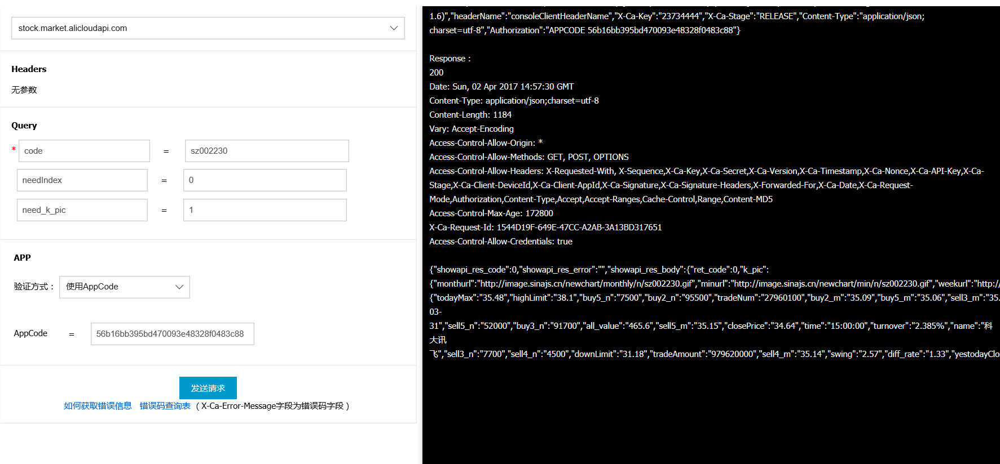 stock.market.alicloudapi.com
Headers
无参数
Query
* code = sz002230
needIndex = 0
need_k_pic = 1
APP
验证方式： 使用AppCode
AppCode = 56b16bb395bd470093e48328f0483c88
发送请求
如何获取错误信息 错误码查询表 （X-Ca-Error-Message字段为错误码字段）
1.6)","headerName":"consoleClientHeaderName","X-Ca-Key":"23734444","X-Ca-Stage":"RELEASE","Content-Type":"application/json;
charset=utf-8","Authorization":"APPCODE 56b16bb395bd470093e48328f0483c88"}
Response :
200
Date: Sun, 02 Apr 2017 14:57:30 GMT
Content-Type: application/json;charset=utf-8
Content-Length: 1184
Vary: Accept-Encoding
Access-Control-Allow-Origin: *
Access-Control-Allow-Methods: GET, POST, OPTIONS
Access-Control-Allow-Headers: X-Requested-With, X-Sequence,X-Ca-Key,X-Ca-Secret,X-Ca-Version,X-Ca-Timestamp,X-Ca-Nonce,X-Ca-API-Key,X-Ca-
Stage,X-Ca-Client-DeviceId,X-Ca-Client-AppId,X-Ca-Signature,X-Ca-Signature-Headers,X-Forwarded-For,X-Ca-Date,X-Ca-Request-
Mode,Authorization,Content-Type,Accept,Accept-Ranges,Cache-Control,Range,Content-MD5
Access-Control-Max-Age: 172800
X-Ca-Request-Id: 1544D19F-649E-47CC-A2AB-3A13BD317651
Access-Control-Allow-Credentials: true
{"showapi_res_code":0,"showapi_res_error":"","showapi_res_body":{"ret_code":0,"k_pic":
{"monthurl":"http://image.sinajs.cn/newchart/monthly/n/sz002230.gif","minurl":"http://image.sinajs.cn/newchart/min/n/sz002230.gif","weekurl":"http:/
{"todayMax":"35.48","highLimit":"38.1","buy5_n":"7500","buy2_n":"95500","tradeNum":"27960100","buy2_m":"35.09","buy5_m":"35.06","sell3_m":"35.
03-
31","sell5_n":"52000","buy3_n":"91700","all_value":"465.6","sell5_m":"35.15","closePrice":"34.64","time":"15:00:00","turnover":"2.385%","name":"科
大讯
飞","sell3_n":"7700","sell4_n":"4500","downLimit":"31.18","tradeAmount":"979620000","sell4_m":"35.14","swing":"2.57","diff_rate":"1.33","yestodayClo